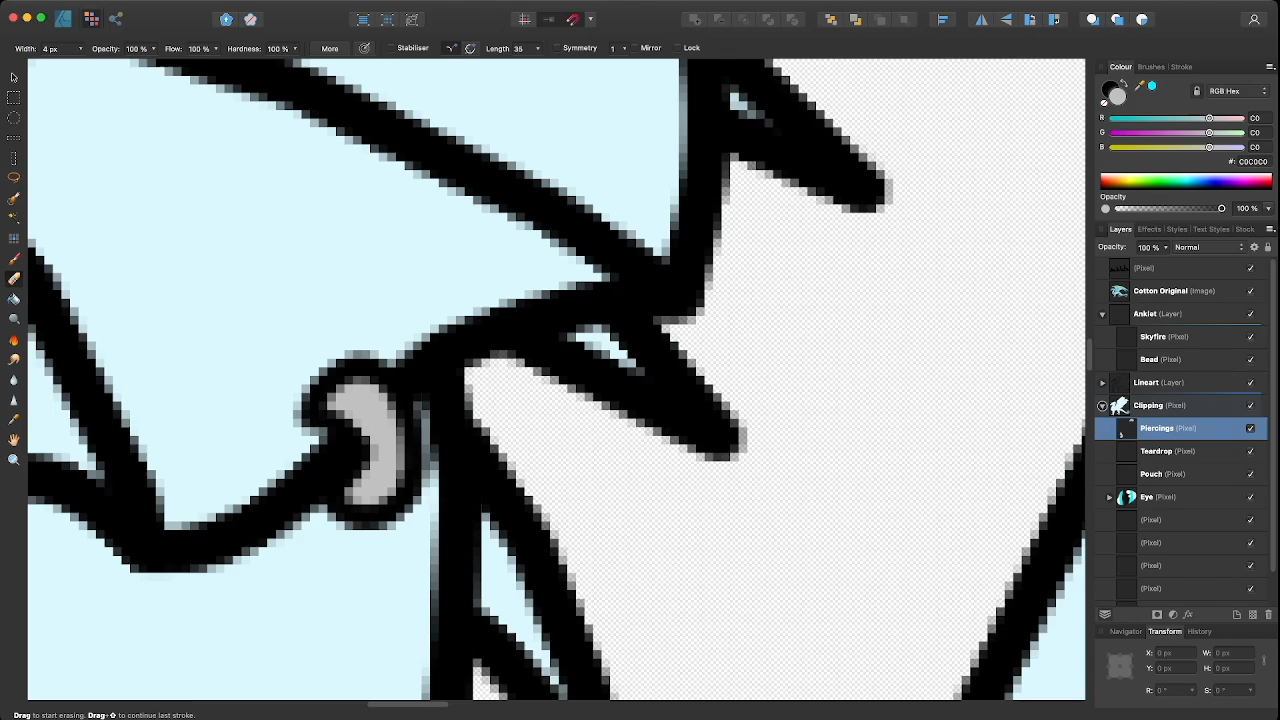 Width: 4 px Opacity: 100 % Flow: 100 % Hardness: 100 % More Stabiliser Length 35 Symmetry 1 Mirror Lock
Colour Brushes Stroke
RGB Hex
R C0
G C0
B C0
#: C0C0C0
Opacity
100 %
Layers Effects Styles Text Styles Stock
Opacity: 100 % Normal
(Pixel)
Cotton Original (Image)
Anklet (Layer)
Skyfire (Pixel)
Bead (Pixel)
Lineart (Layer)
Clipping (Pixel)
Piercings (Pixel)
Teardrop (Pixel)
Pouch (Pixel)
Eye (Pixel)
(Pixel)
(Pixel)
(Pixel)
(Pixel)
Navigator Transform History
X: 0 px W: 0 px
Y: 0 px H: 0 px
R: 0 ° S: 0 °
Drag to start erasing. Drag+⇧ to continue last stroke.